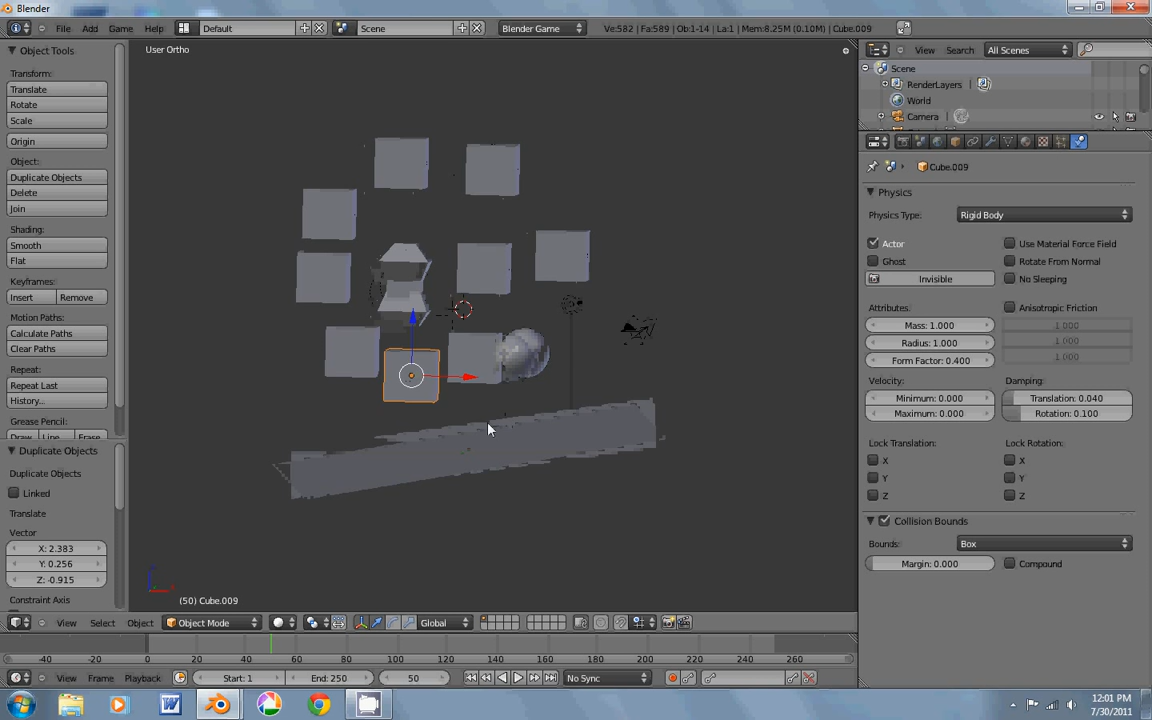 Blender
File Add Game Help Default Scene Blender Game Ve:582 | Fa:589 | Ob:1-14 | La:1 | Mem:8.25M (0.10M) | Cube.009
Object Tools
Transform:
Translate
Rotate
Scale
Origin
Object:
Duplicate Objects
Delete
Join
Shading:
Smooth
Flat
Keyframes:
Insert Remove
Motion Paths:
Calculate Paths
Clear Paths
Repeat:
Repeat Last
History...
Grease Pencil:
Draw Line Erase
Duplicate Objects
Duplicate Objects
Linked
Translate
Vector
X: 2.383
Y: 0.256
Z: -0.915
Constraint Axis
User Ortho
(50) Cube.009
View Select Object Object Mode Global
-40 -20 0 20 40 60 80 100 120 140 160 180 200 220 240 260
View Frame Playback Start: 1 End: 250 50 No Sync
View Search All Scenes
Scene
RenderLayers
World
Camera
Cube.009
Physics
Physics Type: Rigid Body
Actor Use Material Force Field
Ghost Rotate From Normal
Invisible No Sleeping
Attributes: Anisotropic Friction
Mass: 1.000 1.000
Radius: 1.000 1.000
Form Factor: 0.400 1.000
Velocity: Damping:
Minimum: 0.000 Translation: 0.040
Maximum: 0.000 Rotation: 0.100
Lock Translation: Lock Rotation:
X X
Y Y
Z Z
Collision Bounds
Bounds: Box
Margin: 0.000 Compound
12:01 PM
7/30/2011